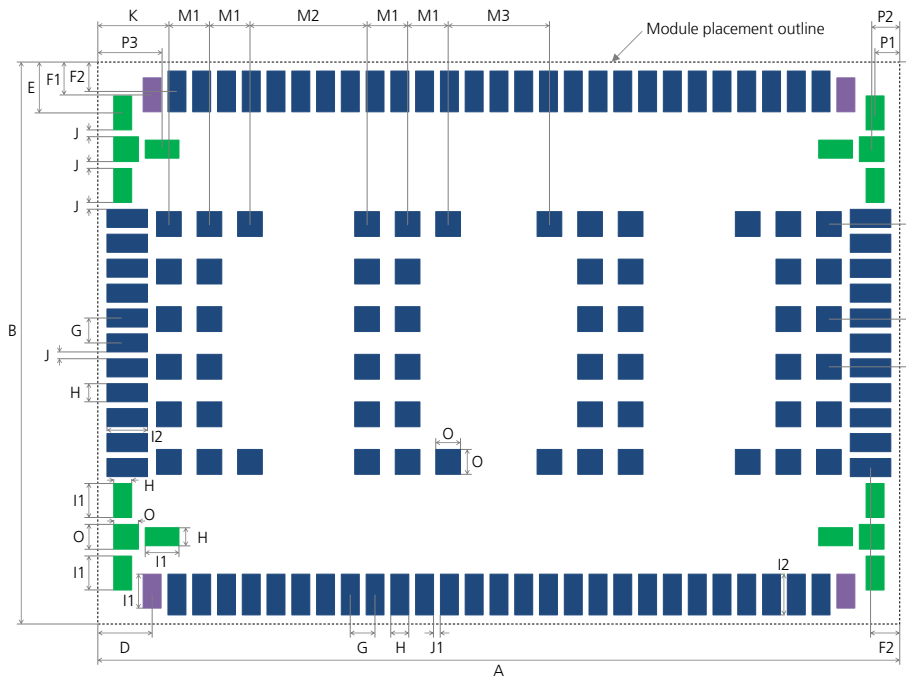 K M1 M1 M2 M1 M1 M3 P2
P3 P1
Module placement outline
F1 F2
E
J
J
J
B
G
J
H
I2
O
O
I1 H
O
O H
I1
I1
I1
I2
D G H J1 F2
A